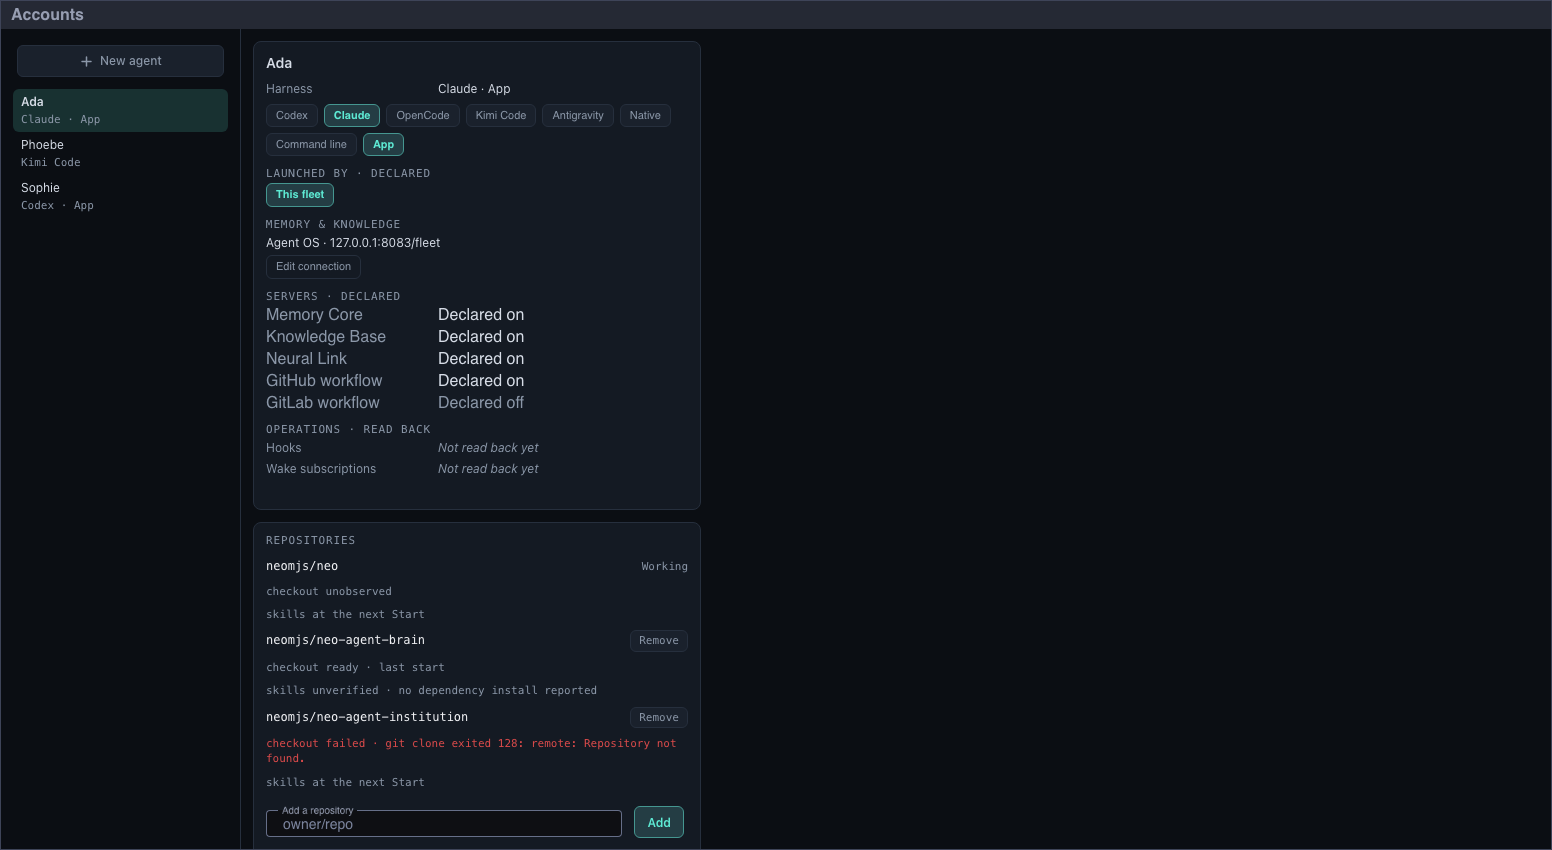 Accounts
New agent
Ada
Claude · App
Phoebe
Kimi Code
Sophie
Codex · App
Ada
Harness Claude · App
Codex Claude OpenCode Kimi Code Antigravity Native
Command line App
LAUNCHED BY · DECLARED
This fleet
MEMORY & KNOWLEDGE
Agent OS · 127.0.0.1:8083/fleet
Edit connection
SERVERS · DECLARED
Memory Core Declared on
Knowledge Base Declared on
Neural Link Declared on
GitHub workflow Declared on
GitLab workflow Declared off
OPERATIONS · READ BACK
Hooks Not read back yet
Wake subscriptions Not read back yet
REPOSITORIES
neomjs/neo Working
checkout unobserved
skills at the next Start
neomjs/neo-agent-brain Remove
checkout ready · last start
skills unverified · no dependency install reported
neomjs/neo-agent-institution Remove
checkout failed · git clone exited 128: remote: Repository not
found.
skills at the next Start
Add a repository
owner/repo Add